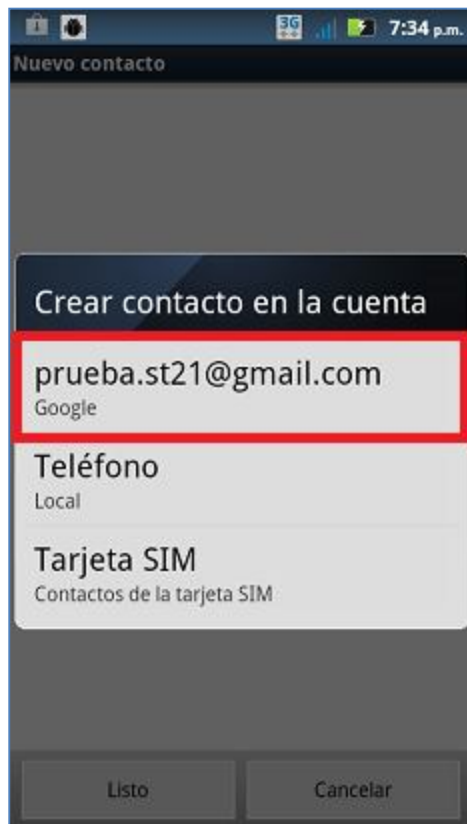 3G 7:34 p.m.
Nuevo contacto
Crear contacto en la cuenta
prueba.st21@gmail.com
Google
Teléfono
Local
Tarjeta SIM
Contactos de la tarjeta SIM
Listo Cancelar